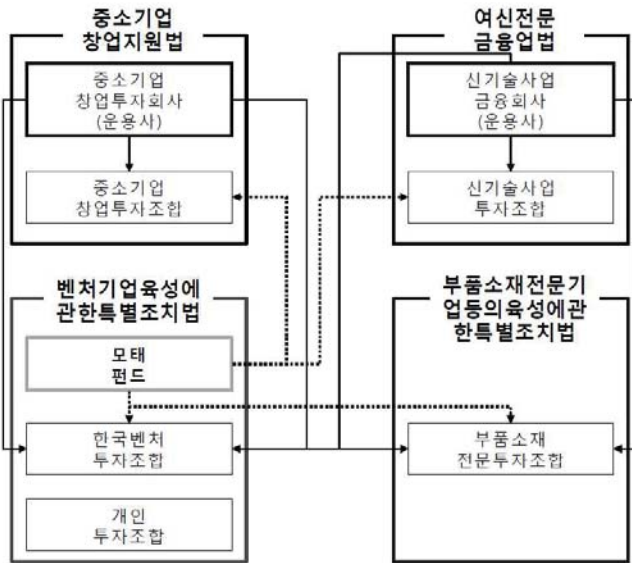 중소기업
창업지원법
중소기업
창업투자회사
(운용사)
중소기업
창업투자조합
여신전문
금융업법
신기술사업
금융회사
(운용사)
신기술사업
투자조합
벤처기업육성에
관한특별조치법
모태
펀드
한국벤처
투자조합
개인
투자조합
부품소재전문기
업등의육성에관
한특별조치법
부품소재
전문투자조합